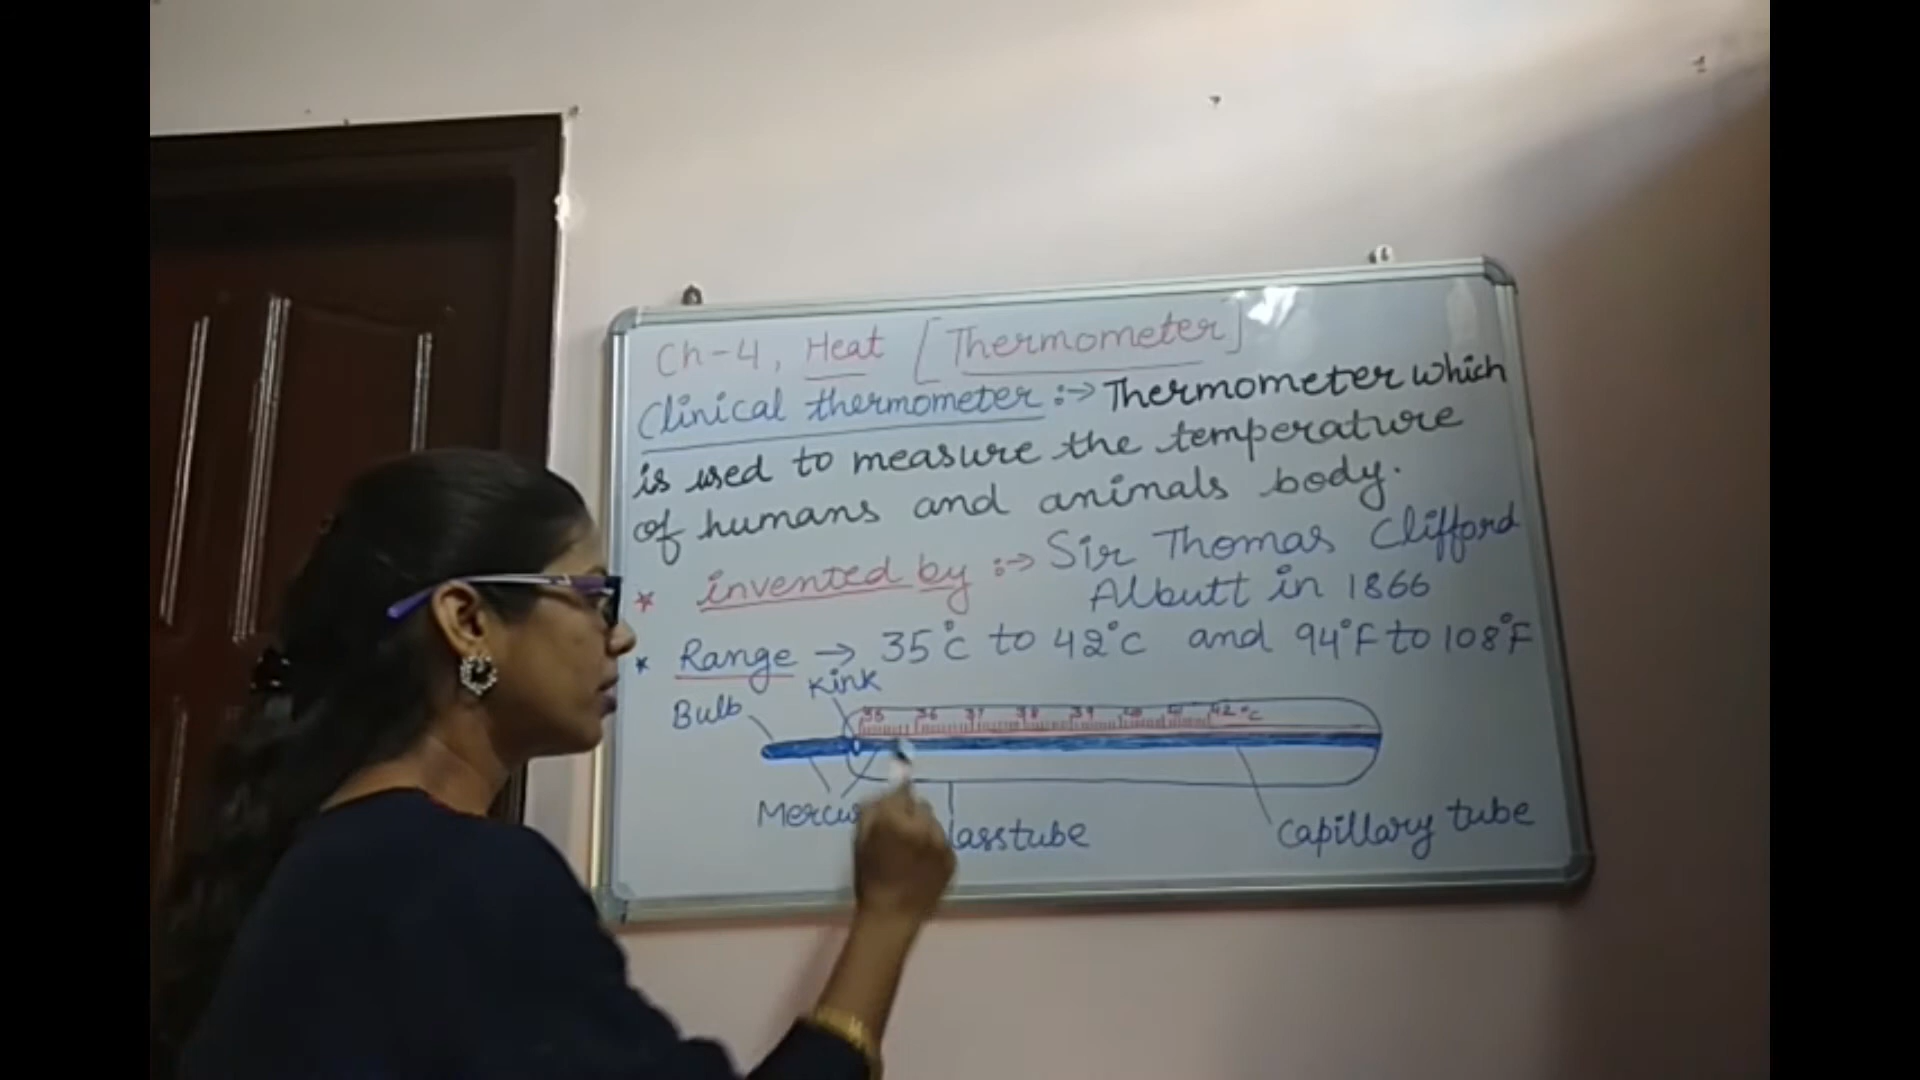 Ch-4, Heat [Thermometer]
Clinical thermometer :-> Thermometer which
is used to measure the temperature
of humans and animals body.
* invented by :-> Sir Thomas Clifford
Albutt in 1866
* Range → 35°C to 42°C and 94°F to 108°F
Kink
Bulb
35 36 37 38 39 40 41 42 °C
Capillary tube